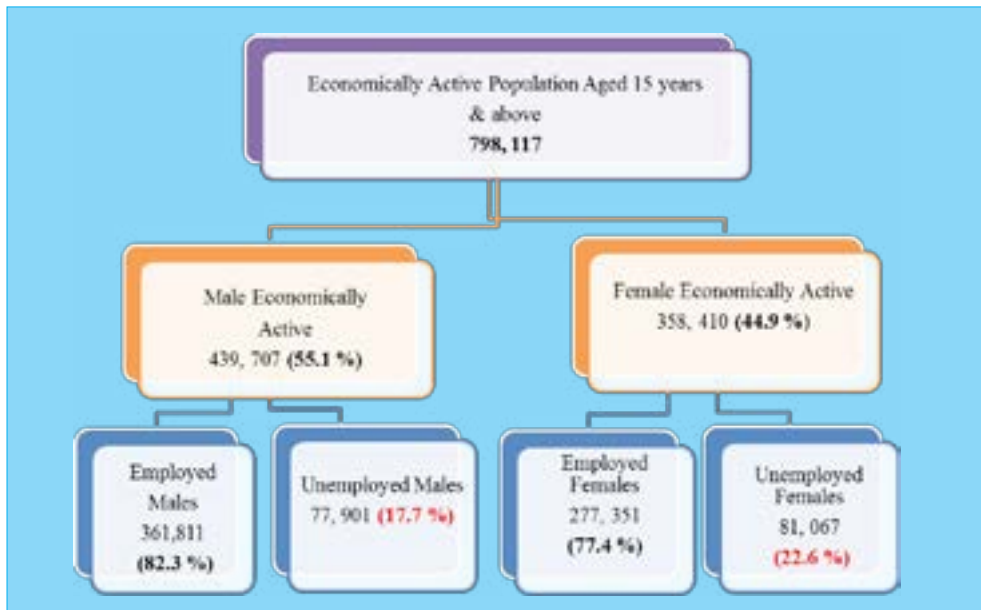 Economically Active Population Aged 15 years
& above
798, 117
Male Economically
Active
439, 707 (55.1 %)
Female Economically Active
358, 410 (44.9 %)
Employed
Males
361,811
(82.3 %)
Unemployed Males
77, 901 (17.7 %)
Employed
Females
277, 351
(77.4 %)
Unemployed
Females
81, 067
(22.6 %)